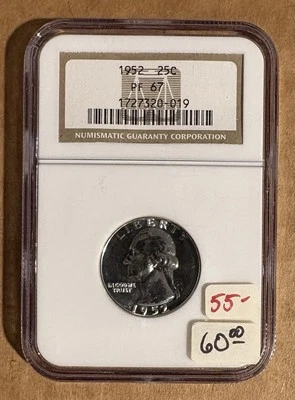 1952 25C
PF 67
1727320-019
NUMISMATIC GUARANTY CORPORATION
LIBERTY
IN GOD WE
TRUST
1952
55-
60.00